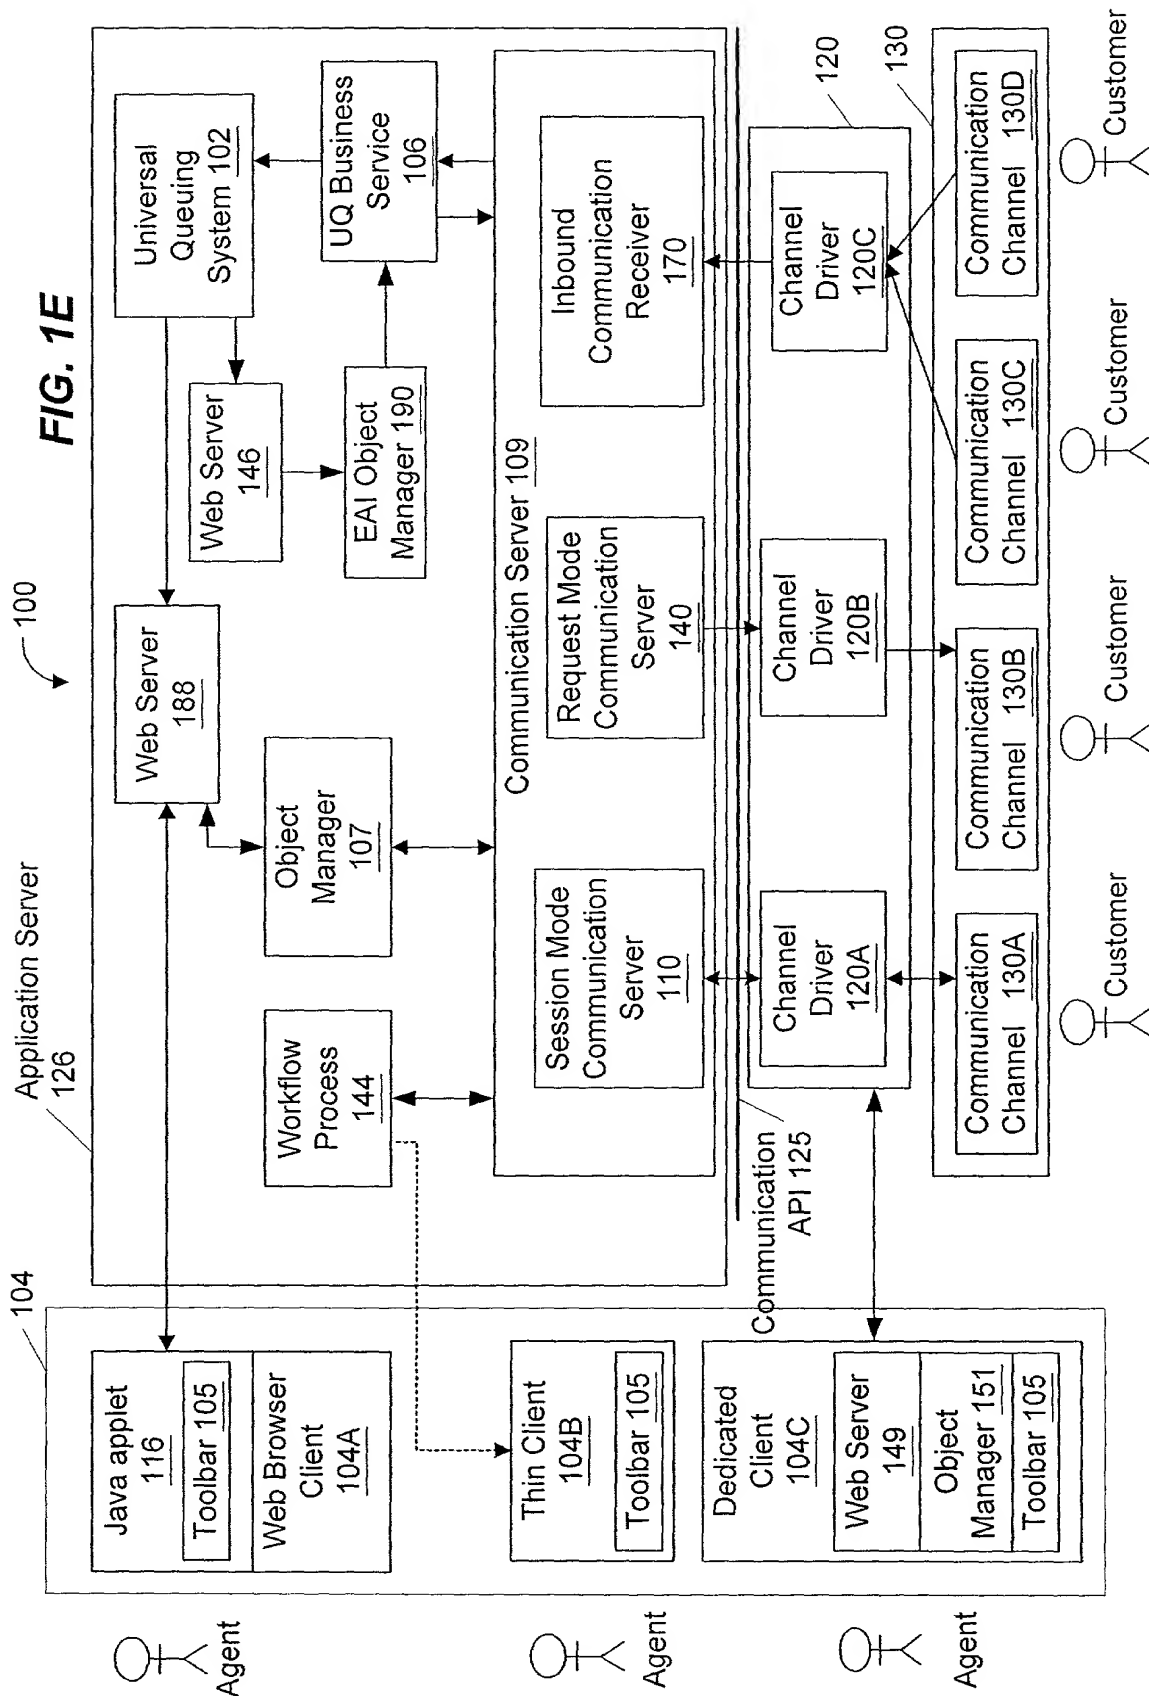 FIG. 1E
100
104
Application Server
126
Java applet
116
Toolbar 105
Web Browser
Client
104A
Agent
Thin Client
104B
Toolbar 105
Agent
Dedicated
Client
104C
Web Server
149
Object
Manager 151
Toolbar 105
Agent
Web Server
188
Universal
Queuing
System 102
Web Server
146
EAI Object
Manager 190
UQ Business
Service
106
Workflow
Process
144
Object
Manager
107
Communication Server 109
Session Mode
Communication
Server
110
Request Mode
Communication
Server
140
Inbound
Communication
Receiver
170
Communication
API 125
120
Channel
Driver
120A
Channel
Driver
120B
Channel
Driver
120C
130
Communication
Channel 130A
Communication
Channel 130B
Communication
Channel 130C
Communication
Channel 130D
Customer
Customer
Customer
Customer